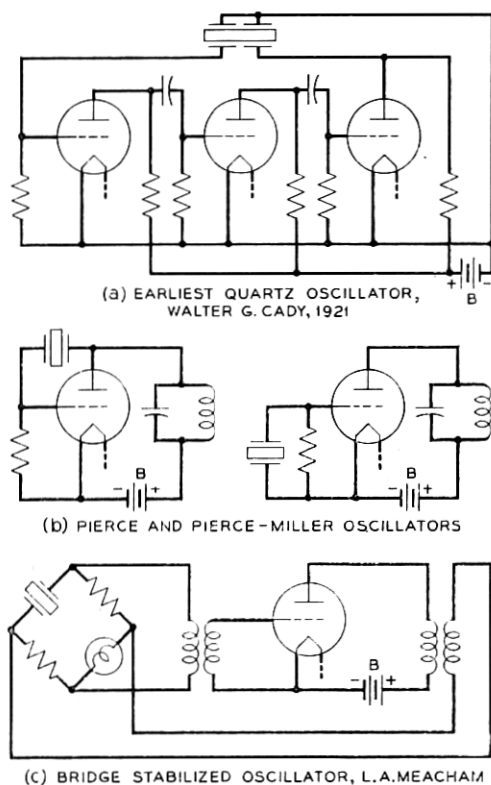 + -
B
(a) EARLIEST QUARTZ OSCILLATOR,
WALTER G. CADY, 1921
B
- +
B
- +
(b) PIERCE AND PIERCE-MILLER OSCILLATORS
B
- +
(c) BRIDGE STABILIZED OSCILLATOR, L.A.MEACHAM